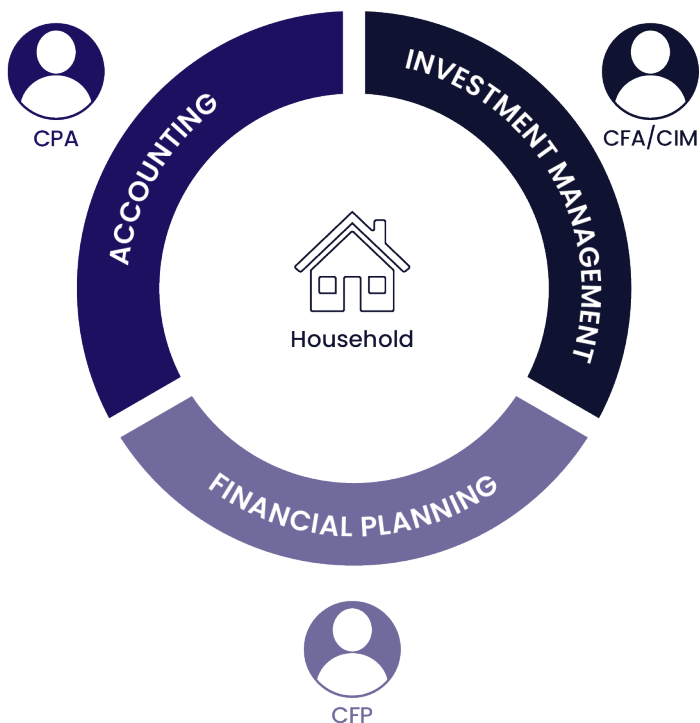 CPA
ACCOUNTING
INVESTMENT MANAGEMENT
CFA/CIM
Household
FINANCIAL PLANNING
CFP